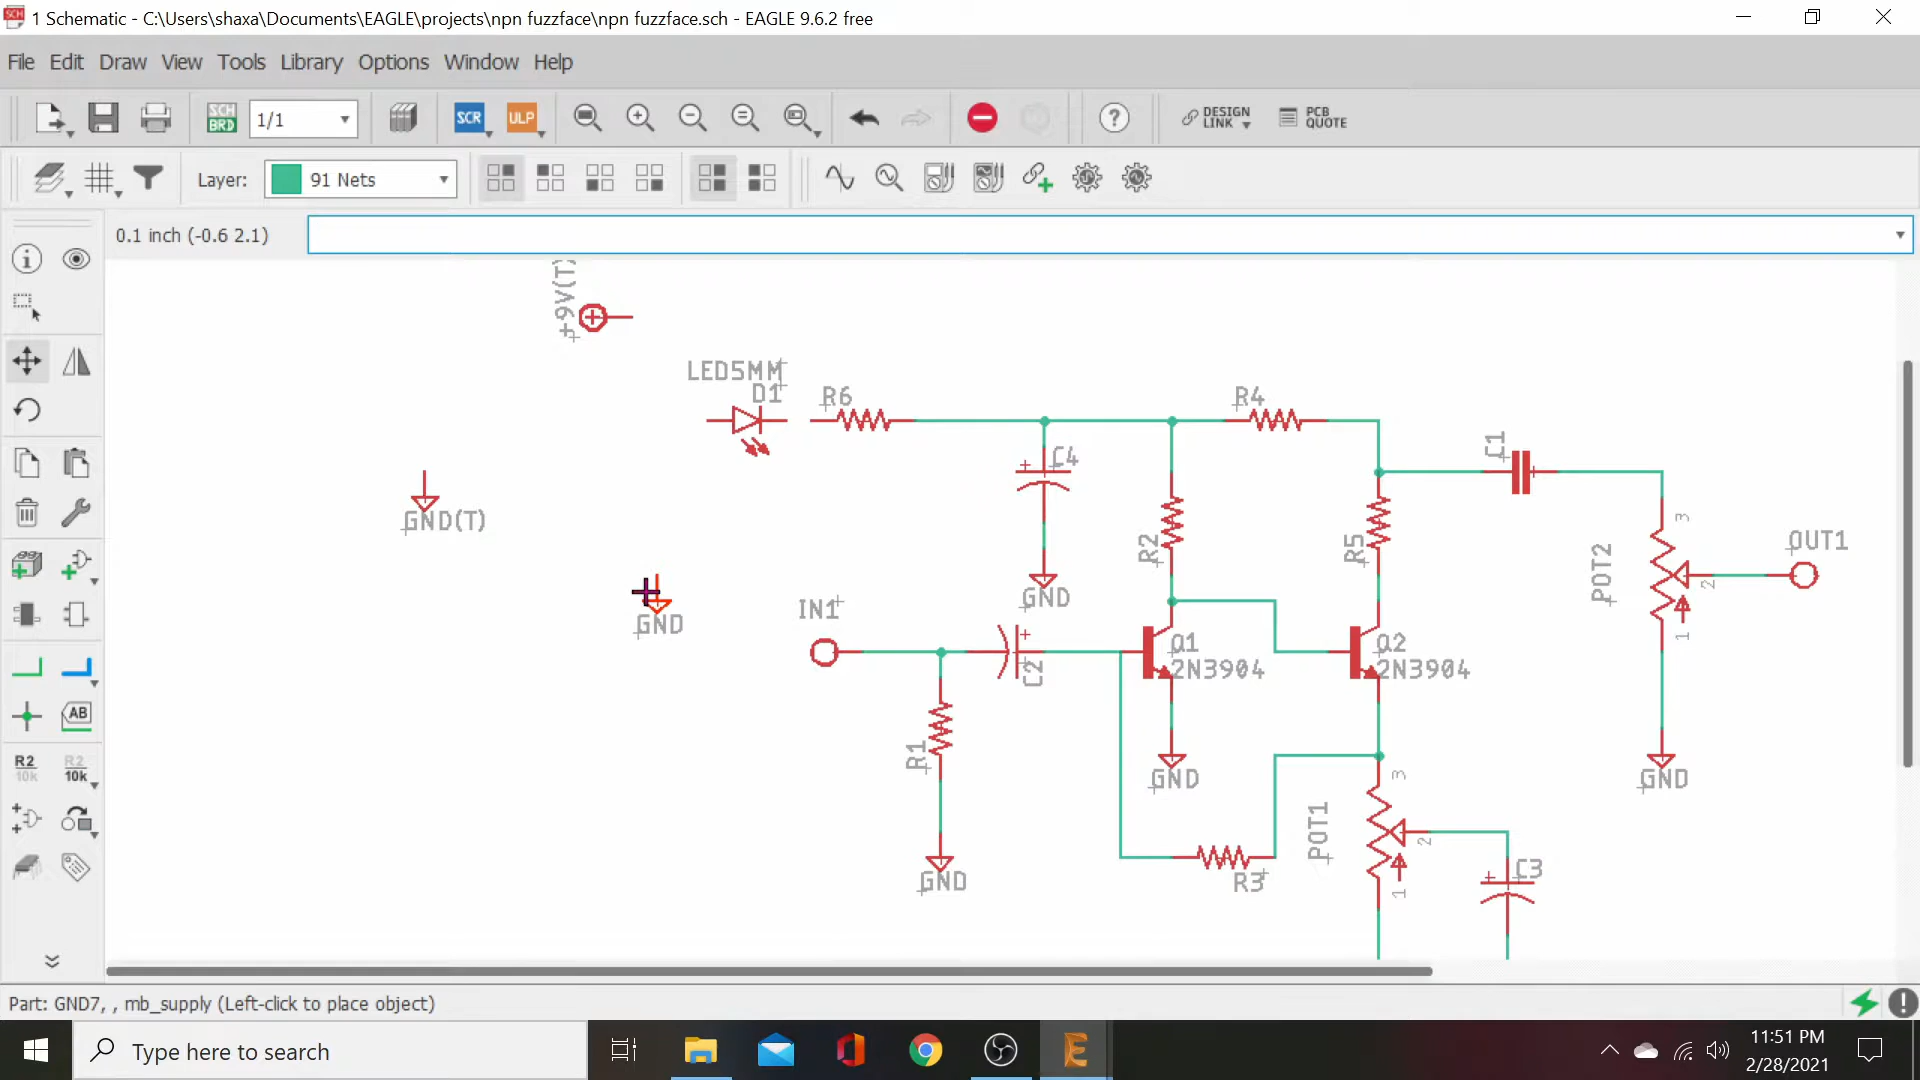 1 Schematic - C:\Users\shaxa\Documents\EAGLE\projects\npn fuzzface\npn fuzzface.sch - EAGLE 9.6.2 free
File Edit Draw View Tools Library Options Window Help
SCH BRD 1/1 SCR ULP DESIGN LINK PCB QUOTE
Layer: 91 Nets
0.1 inch (-0.6 2.1)
+9V(T)
LED5MM
D1
R6
R4
C1
C4
GND(T)
3
R2
R5
POT2
2
OUT1
GND
GND
IN1
1
C2
Q1
2N3904
Q2
2N3904
R1
GND
GND
3
POT1
2
R3
1
C3
GND
AB
R2
10k
R2
10k
Part: GND7, , mb_supply (Left-click to place object)
Type here to search
11:51 PM
2/28/2021